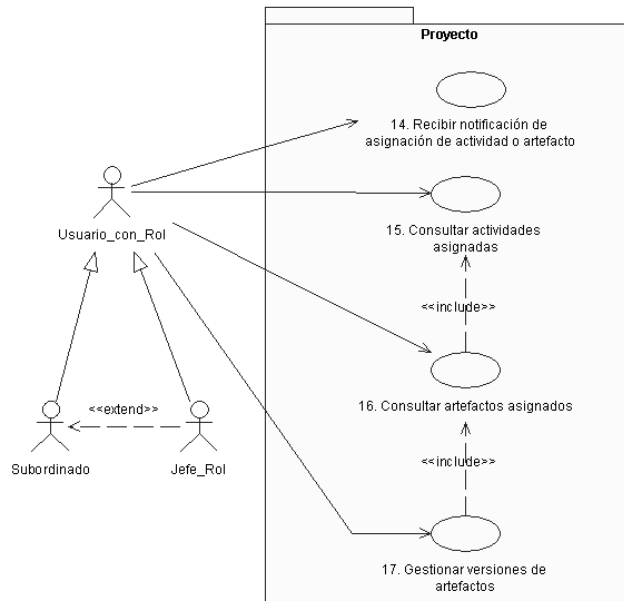 Proyecto
14. Recibir notificación de
asignación de actividad o artefacto
Usuario_con_Rol
15. Consultar actividades
asignadas
<<include>>
16. Consultar artefactos asignados
<<extend>>
Subordinado
Jefe_Rol
<<include>>
17. Gestionar versiones de
artefactos